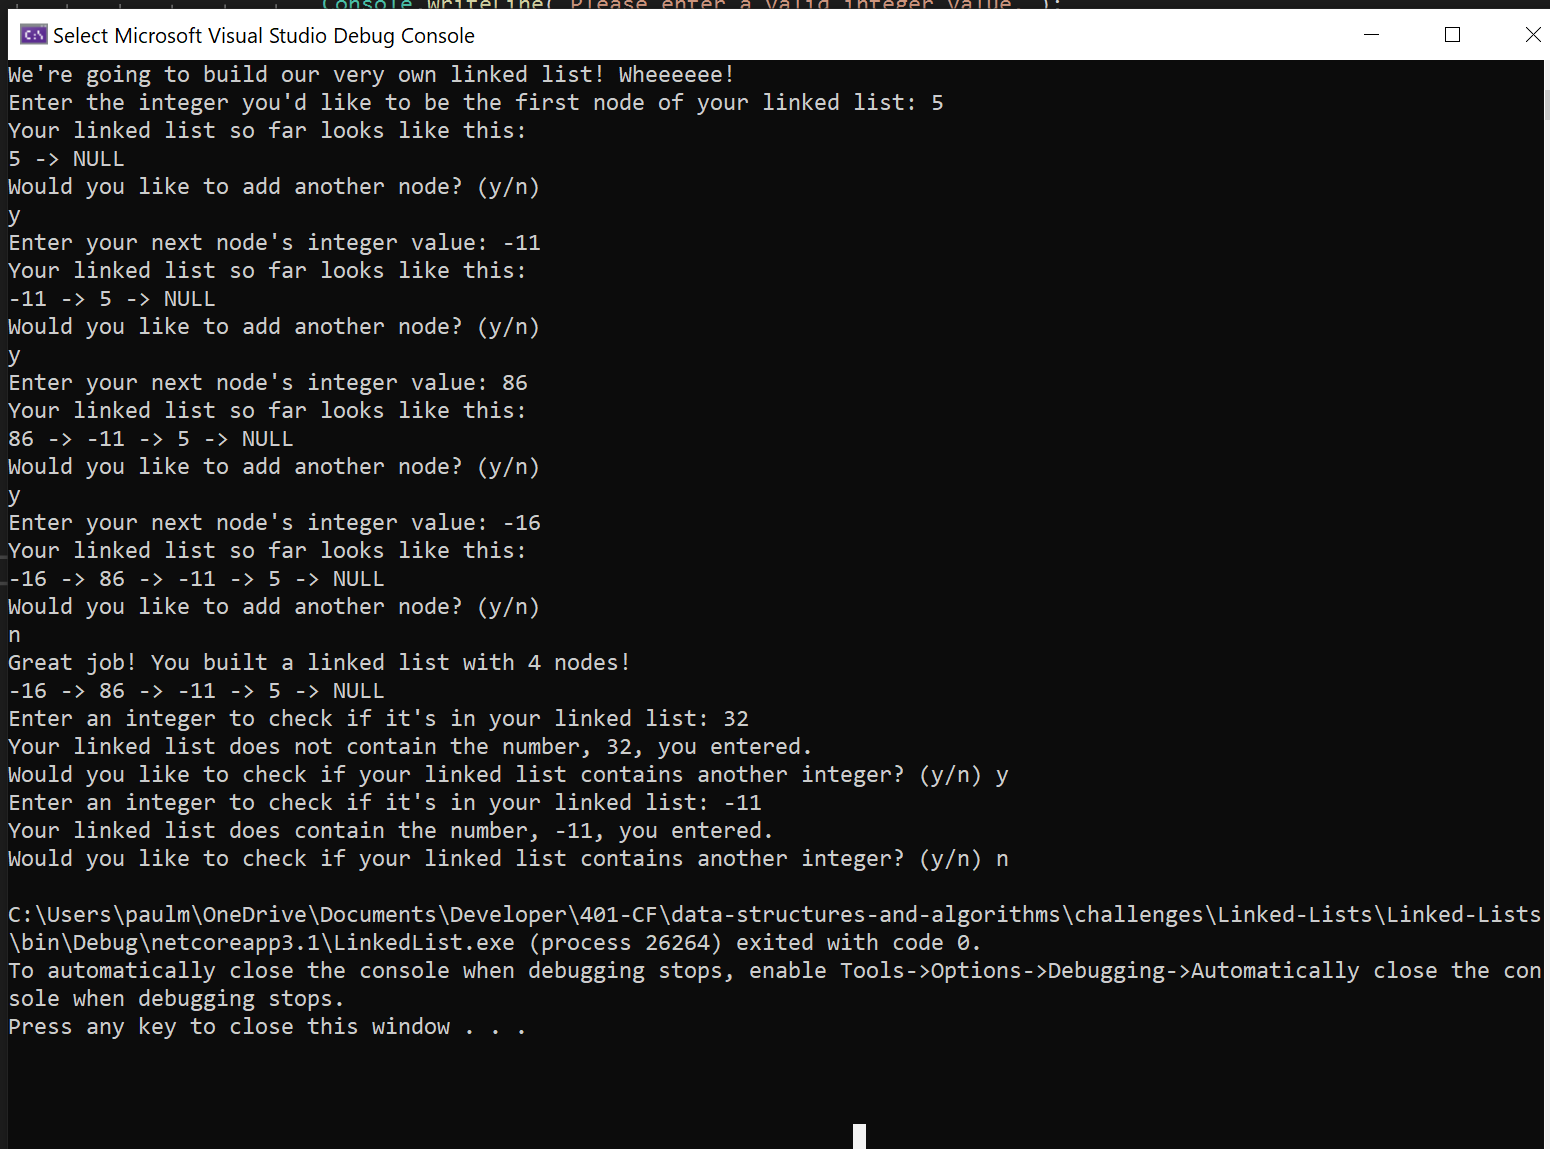 Console.WriteLine("Please enter a valid integer value.");
Select Microsoft Visual Studio Debug Console
We're going to build our very own linked list! Wheeeeee!
Enter the integer you'd like to be the first node of your linked list: 5
Your linked list so far looks like this:
5 -> NULL
Would you like to add another node? (y/n)
y
Enter your next node's integer value: -11
Your linked list so far looks like this:
-11 -> 5 -> NULL
Would you like to add another node? (y/n)
y
Enter your next node's integer value: 86
Your linked list so far looks like this:
86 -> -11 -> 5 -> NULL
Would you like to add another node? (y/n)
y
Enter your next node's integer value: -16
Your linked list so far looks like this:
-16 -> 86 -> -11 -> 5 -> NULL
Would you like to add another node? (y/n)
n
Great job! You built a linked list with 4 nodes!
-16 -> 86 -> -11 -> 5 -> NULL
Enter an integer to check if it's in your linked list: 32
Your linked list does not contain the number, 32, you entered.
Would you like to check if your linked list contains another integer? (y/n) y
Enter an integer to check if it's in your linked list: -11
Your linked list does contain the number, -11, you entered.
Would you like to check if your linked list contains another integer? (y/n) n
C:\Users\paulm\OneDrive\Documents\Developer\401-CF\data-structures-and-algorithms\challenges\Linked-Lists\Linked-Lists
\bin\Debug\netcoreapp3.1\LinkedList.exe (process 26264) exited with code 0.
To automatically close the console when debugging stops, enable Tools->Options->Debugging->Automatically close the con
sole when debugging stops.
Press any key to close this window . . .